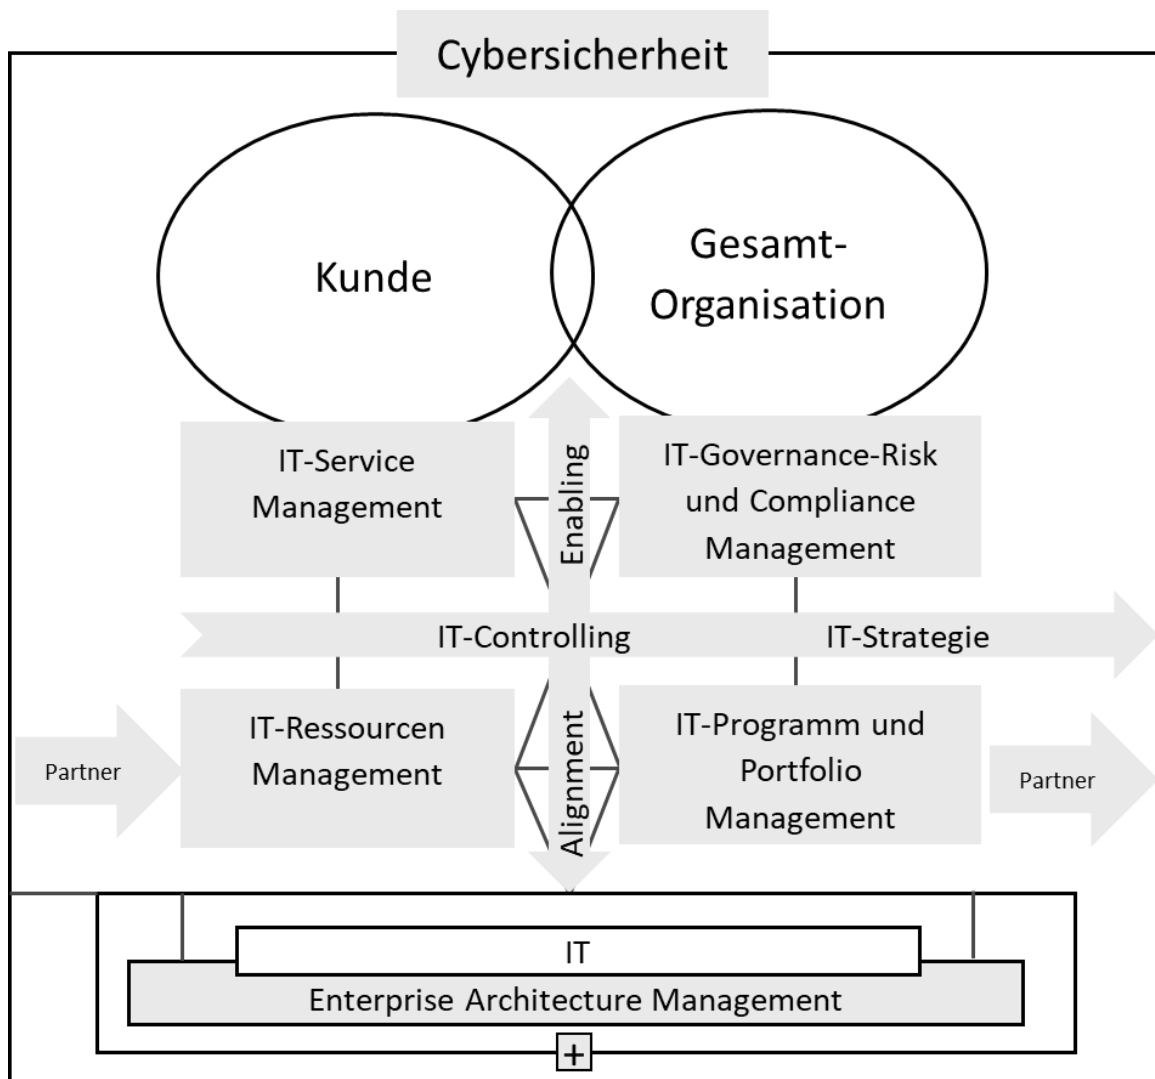 Cybersicherheit
Kunde
Gesamt-
Organisation
IT-Service
Management
Enabling
IT-Governance-Risk
und Compliance
Management
IT-Controlling
IT-Strategie
Partner
IT-Ressourcen
Management
Alignment
IT-Programm und
Portfolio
Management
Partner
IT
Enterprise Architecture Management
+